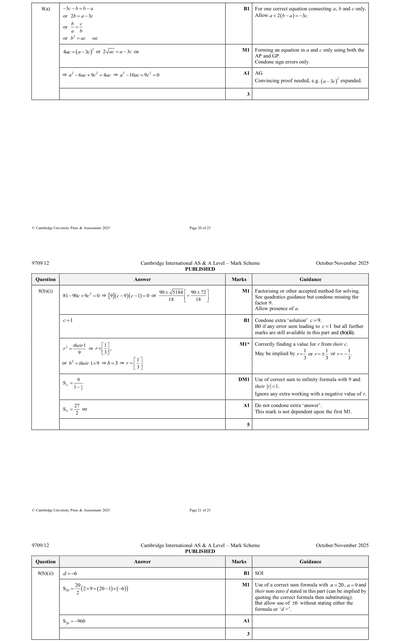 8(a)
−3c − b = b − a
or 2b = a − 3c
or b/a = c/b
or b² = ac oe
B1
For one correct equation connecting a, b and c only.
Allow a + 2(b − a) = −3c.
4ac = (a − 3c)² or 2√ac = a − 3c oe
M1
Forming an equation in a and c only using both the
AP and GP.
Condone sign errors only.
⇒ a² − 6ac + 9c² = 4ac ⇒ a² − 10ac + 9c² = 0
A1
AG
Convincing proof needed, e.g. (a − 3c)² expanded.
3
© Cambridge University Press & Assessment 2025
Page 20 of 25
9709/12
Cambridge International AS & A Level – Mark Scheme
October/November 2025
PUBLISHED
Question
Answer
Marks
Guidance
8(b)(i)
81 − 90c + 9c² = 0 ⇒ [9](c − 9)(c − 1) = 0 or (90 ± √5184)/18 [= (90 ± 72)/18]
M1
Factorising or other accepted method for solving.
See quadratics guidance but condone missing the
factor 9.
Allow presence of a.
c = 1
B1
Condone extra 'solution' c = 9.
B0 if any error seen leading to c = 1 but all further
marks are still available in this part and (b)(ii).
r² = their 1/9 ⇒ r = [1/3],
or b² = their 1×9 ⇒ b = 3 ⇒ r = [1/3]
M1*
Correctly finding a value for r from their c.
May be implied by r = 1/3 or r = ±1/3 or r = −1/3.
S∞ = 9/(1 − 1/3)
DM1
Use of correct sum to infinity formula with 9 and
their |r| < 1.
Ignore any extra working with a negative value of r.
S∞ = 27/2 oe
A1
Do not condone extra 'answer'.
This mark is not dependent upon the first M1.
5
© Cambridge University Press & Assessment 2025
Page 21 of 25
9709/12
Cambridge International AS & A Level – Mark Scheme
October/November 2025
PUBLISHED
Question
Answer
Marks
Guidance
8(b)(ii)
d = −6
B1
SOI
S₂₀ = 20/2 (2×9 + (20 − 1)×(−6))
M1
Use of a correct sum formula with n = 20, a = 9 and
their non-zero d stated in this part (can be implied by
quoting the correct formula then substituting).
But allow use of ±6 without stating either the
formula or 'd ='.
S₂₀ = −960
A1
3